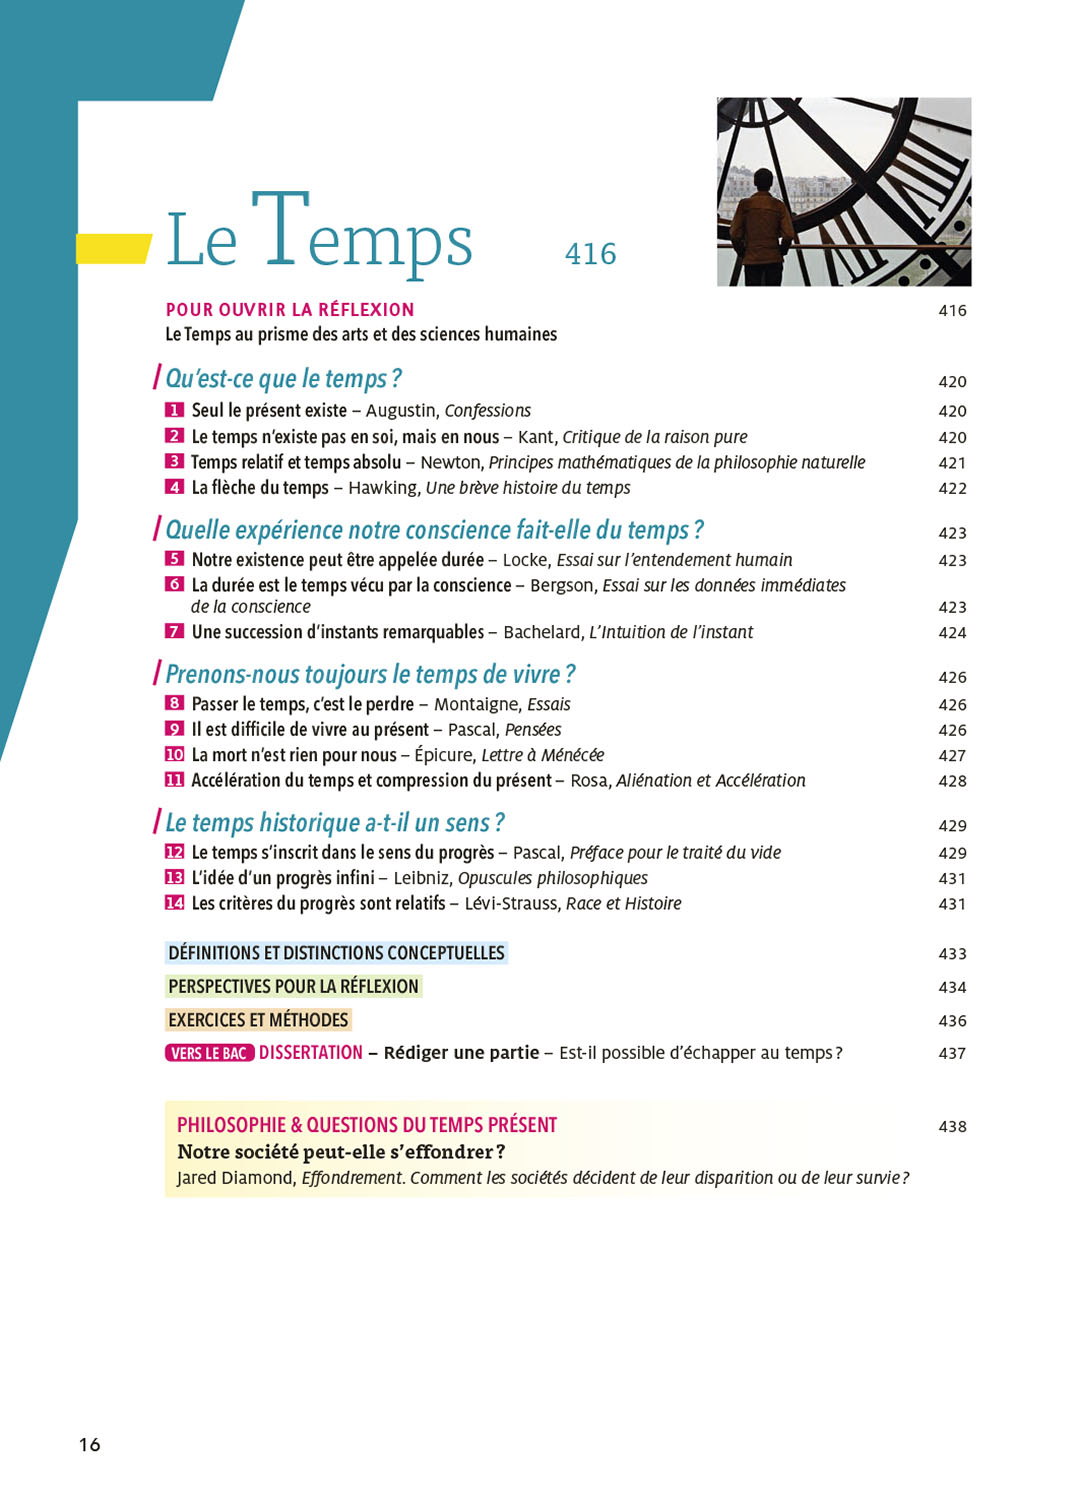 Le Temps 416
POUR OUVRIR LA RÉFLEXION 416
Le Temps au prisme des arts et des sciences humaines
Qu'est-ce que le temps ? 420
1 Seul le présent existe – Augustin, Confessions 420
2 Le temps n'existe pas en soi, mais en nous – Kant, Critique de la raison pure 420
3 Temps relatif et temps absolu – Newton, Principes mathématiques de la philosophie naturelle 421
4 La flèche du temps – Hawking, Une brève histoire du temps 422
Quelle expérience notre conscience fait-elle du temps ? 423
5 Notre existence peut être appelée durée – Locke, Essai sur l'entendement humain 423
6 La durée est le temps vécu par la conscience – Bergson, Essai sur les données immédiates
de la conscience 423
7 Une succession d'instants remarquables – Bachelard, L'Intuition de l'instant 424
Prenons-nous toujours le temps de vivre ? 426
8 Passer le temps, c'est le perdre – Montaigne, Essais 426
9 Il est difficile de vivre au présent – Pascal, Pensées 426
10 La mort n'est rien pour nous – Épicure, Lettre à Ménécée 427
11 Accélération du temps et compression du présent – Rosa, Aliénation et Accélération 428
Le temps historique a-t-il un sens ? 429
12 Le temps s'inscrit dans le sens du progrès – Pascal, Préface pour le traité du vide 429
13 L'idée d'un progrès infini – Leibniz, Opuscules philosophiques 431
14 Les critères du progrès sont relatifs – Lévi-Strauss, Race et Histoire 431
DÉFINITIONS ET DISTINCTIONS CONCEPTUELLES 433
PERSPECTIVES POUR LA RÉFLEXION 434
EXERCICES ET MÉTHODES 436
VERS LE BAC DISSERTATION – Rédiger une partie – Est-il possible d'échapper au temps ? 437
PHILOSOPHIE & QUESTIONS DU TEMPS PRÉSENT 438
Notre société peut-elle s'effondrer ?
Jared Diamond, Effondrement. Comment les sociétés décident de leur disparition ou de leur survie ?
16